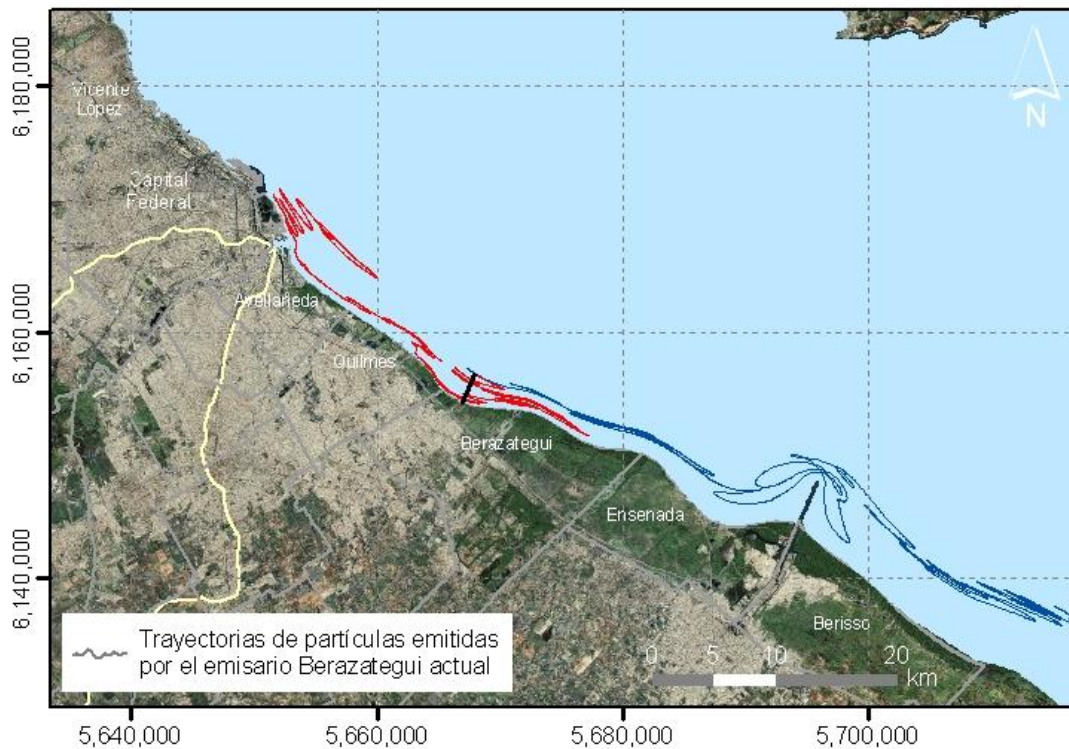 6,180,000
6,160,000
6,140,000
Vicente
López
Capital
Federal
Avellaneda
Quilmes
Berazategui
Ensenada
Berisso
N
Trayectorias de partículas emitidas
por el emisario Berazategui actual
0 5 10 20
km
5,640,000 5,660,000 5,680,000 5,700,000